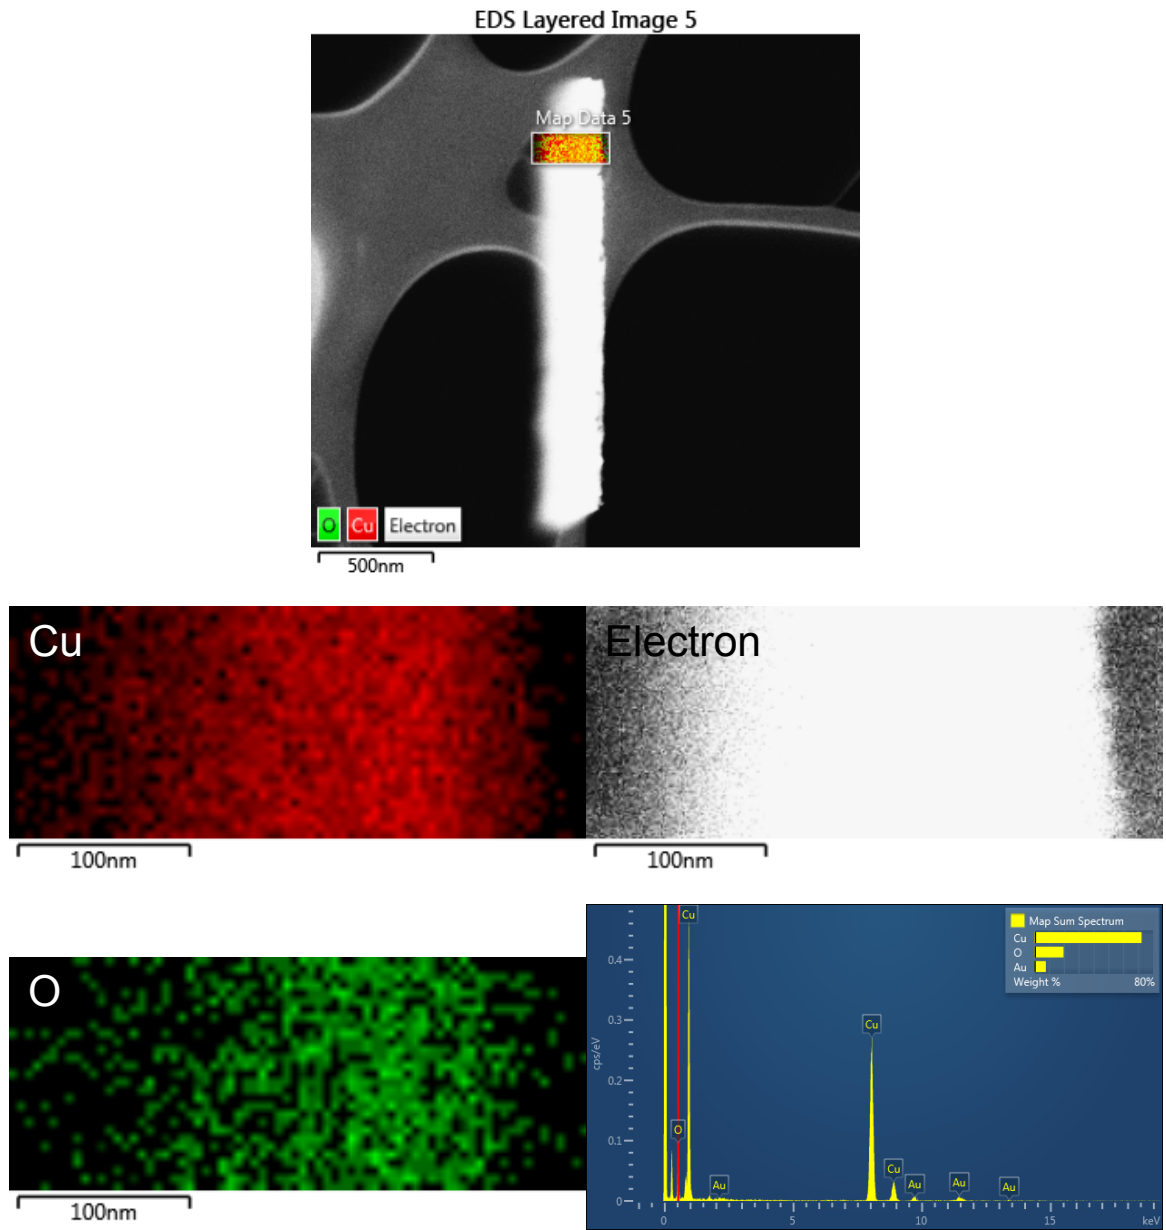 EDS Layered Image 5
Map Data 5
O Cu Electron
500nm
Cu
Electron
100nm
100nm
O
100nm
Cu
Map Sum Spectrum
Cu
O
Au
Weight % 80%
cps/eV
0.4
0.3
0.2
0.1
0
Cu
O
Au
Cu
Au
Au
Au
0 5 10 15 keV